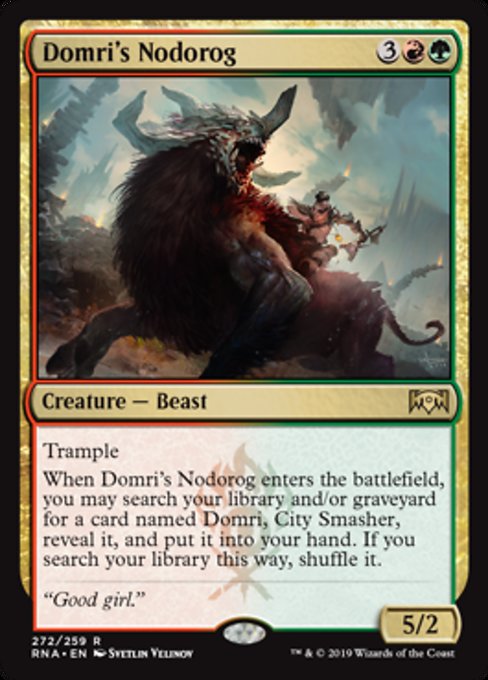 Domri's Nodorog 3
Creature — Beast
Trample
When Domri's Nodorog enters the battlefield,
you may search your library and/or graveyard
for a card named Domri, City Smasher,
reveal it, and put it into your hand. If you
search your library this way, shuffle it.
“Good girl.”
5/2
272/259 R
RNA • EN Svetlin Velinov
™ & © 2019 Wizards of the Coast